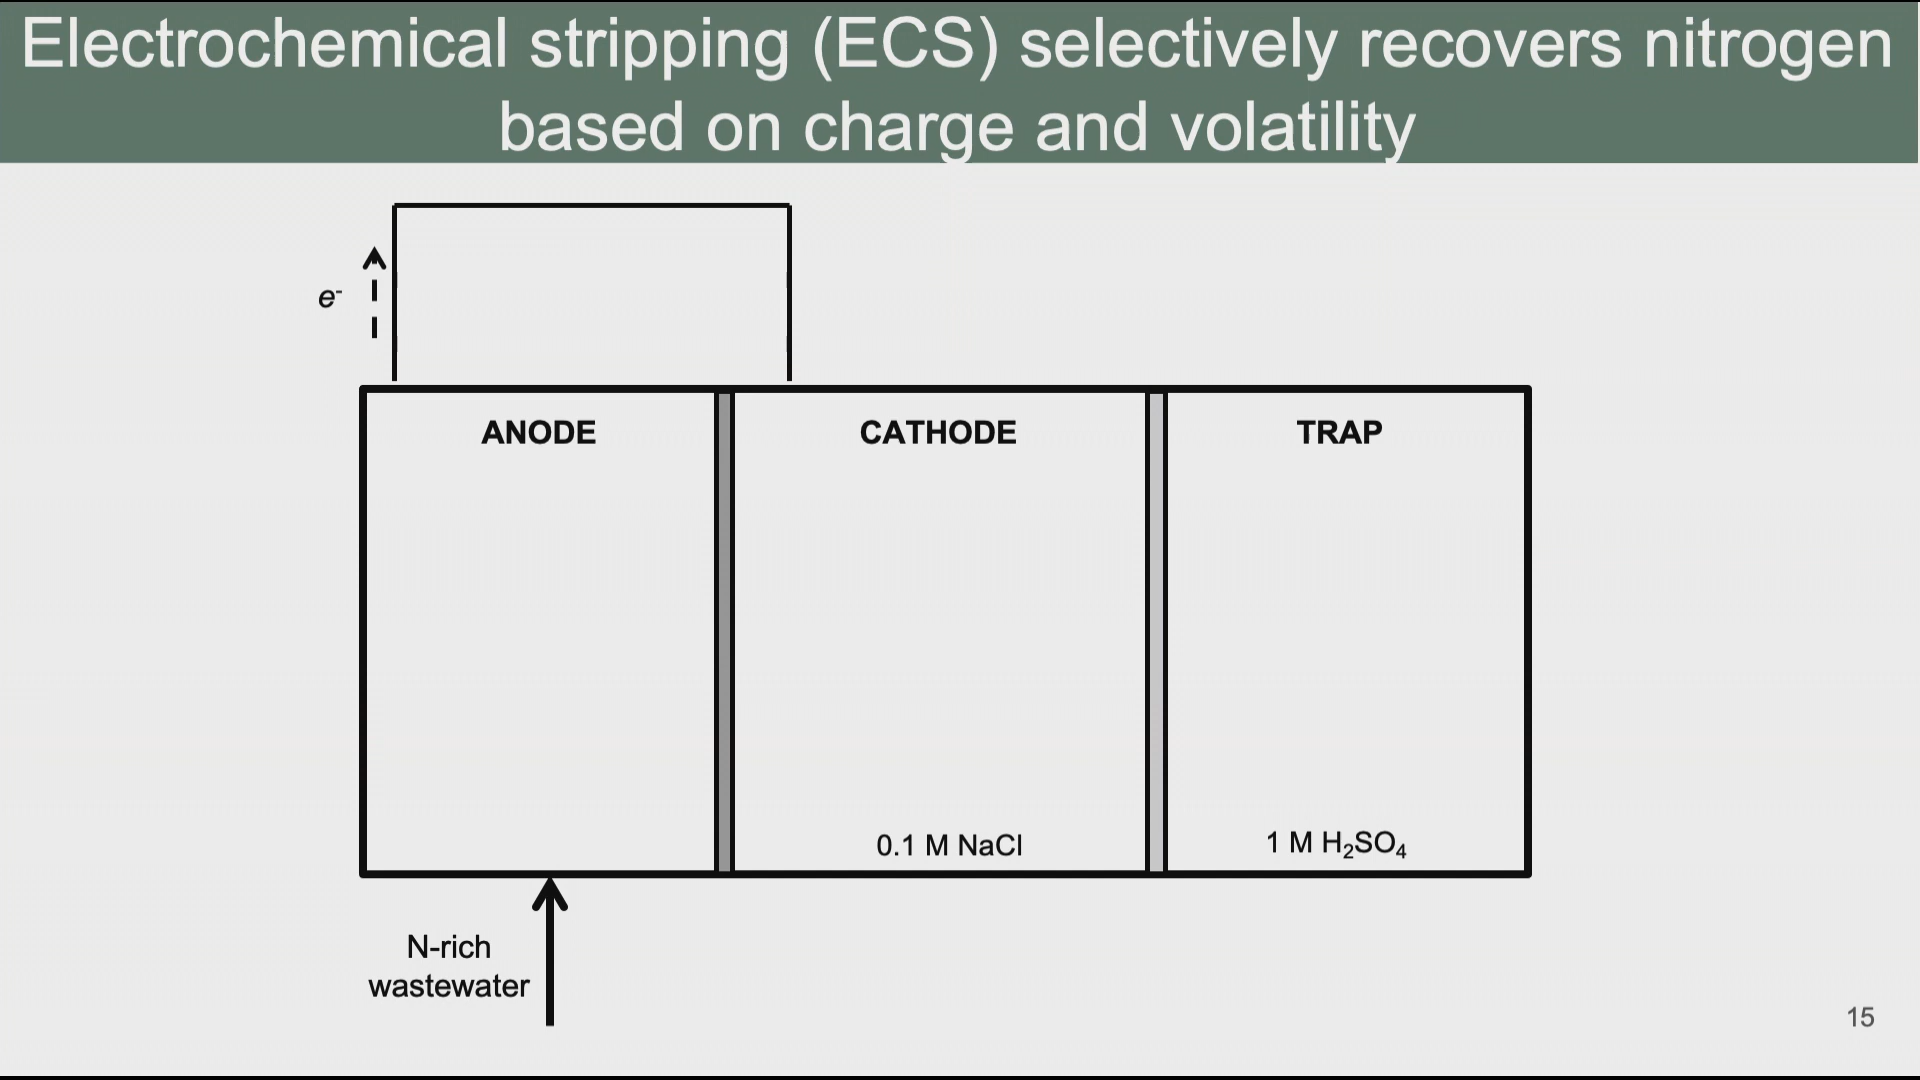 Electrochemical stripping (ECS) selectively recovers nitrogen
based on charge and volatility
e-
ANODE
CATHODE
TRAP
0.1 M NaCl
1 M H₂SO₄
N-rich
wastewater
15